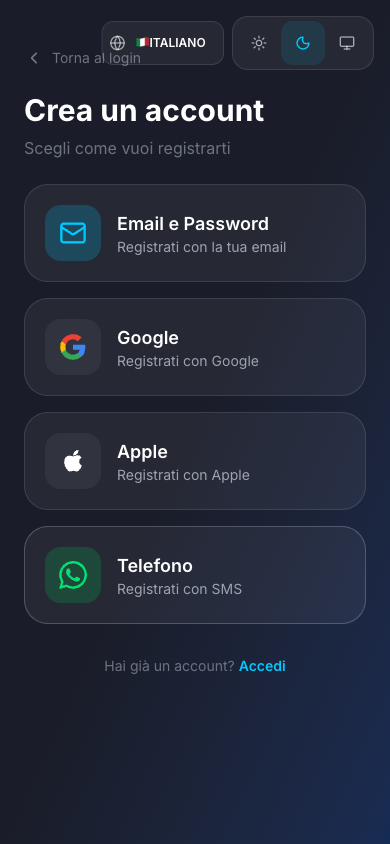 ITALIANO
Torna al login
Crea un account
Scegli come vuoi registrarti
Email e Password
Registrati con la tua email
Google
Registrati con Google
Apple
Registrati con Apple
Telefono
Registrati con SMS
Hai già un account? Accedi